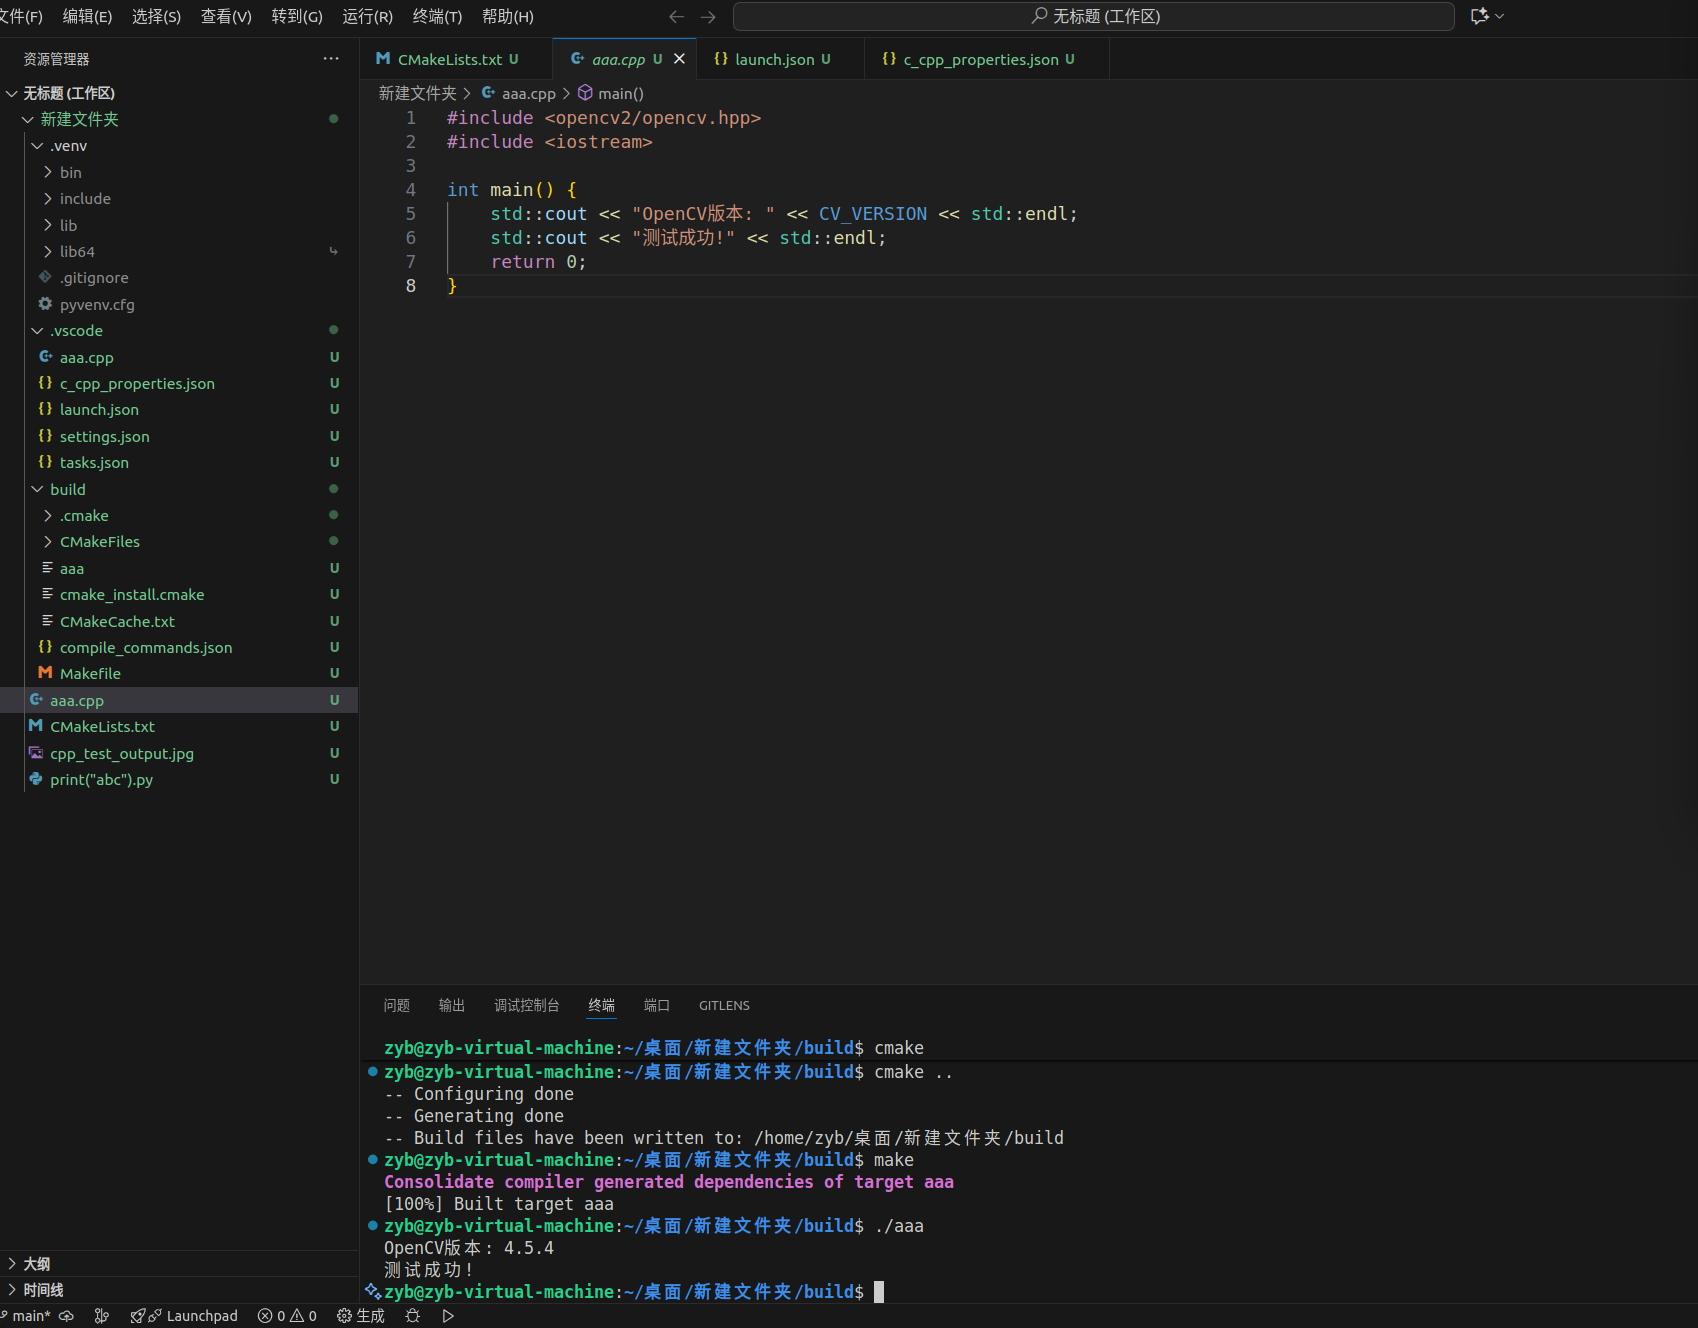 文件(F) 编辑(E) 选择(S) 查看(V) 转到(G) 运行(R) 终端(T) 帮助(H) 无标题 (工作区)
资源管理器
无标题 (工作区)
新建文件夹
.venv
bin
include
lib
lib64
.gitignore
pyvenv.cfg
.vscode
aaa.cpp U
c_cpp_properties.json U
launch.json U
settings.json U
tasks.json U
build
.cmake
CMakeFiles
aaa U
cmake_install.cmake U
CMakeCache.txt U
compile_commands.json U
Makefile U
aaa.cpp U
CMakeLists.txt U
cpp_test_output.jpg U
print("abc").py U
大纲
时间线
CMakeLists.txt U aaa.cpp U launch.json U c_cpp_properties.json U
新建文件夹 > aaa.cpp > main()
1 #include <opencv2/opencv.hpp>
2 #include <iostream>
3
4 int main() {
5 std::cout << "OpenCV版本: " << CV_VERSION << std::endl;
6 std::cout << "测试成功!" << std::endl;
7 return 0;
8 }
问题 输出 调试控制台 终端 端口 GITLENS
zyb@zyb-virtual-machine:~/桌面/新建文件夹/build$ cmake
zyb@zyb-virtual-machine:~/桌面/新建文件夹/build$ cmake ..
-- Configuring done
-- Generating done
-- Build files have been written to: /home/zyb/桌面/新建文件夹/build
zyb@zyb-virtual-machine:~/桌面/新建文件夹/build$ make
Consolidate compiler generated dependencies of target aaa
[100%] Built target aaa
zyb@zyb-virtual-machine:~/桌面/新建文件夹/build$ ./aaa
OpenCV版本: 4.5.4
测试成功!
zyb@zyb-virtual-machine:~/桌面/新建文件夹/build$
main* Launchpad 0 0 生成